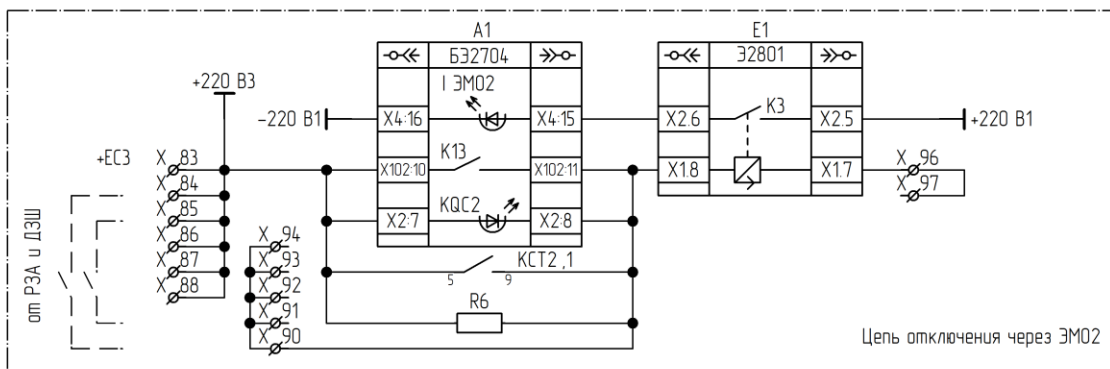 A1
E1
БЭ2704
Э2801
+220 В3
I ЭМО2
К3
-220 В1
X4:16
X4:15
X2.6
X2.5
+220 В1
+ЕС3
X 83
К13
X102:10
X102:11
X1.8
X1.7
X 96
X 84
X 97
X 85
KQC2
X2:7
X2:8
X 86
X 94
X 87
X 93
КСТ2,1
5
9
X 88
X 92
R6
X 91
X 90
от РЗА и ДЗШ
Цепь отключения через ЭМО2